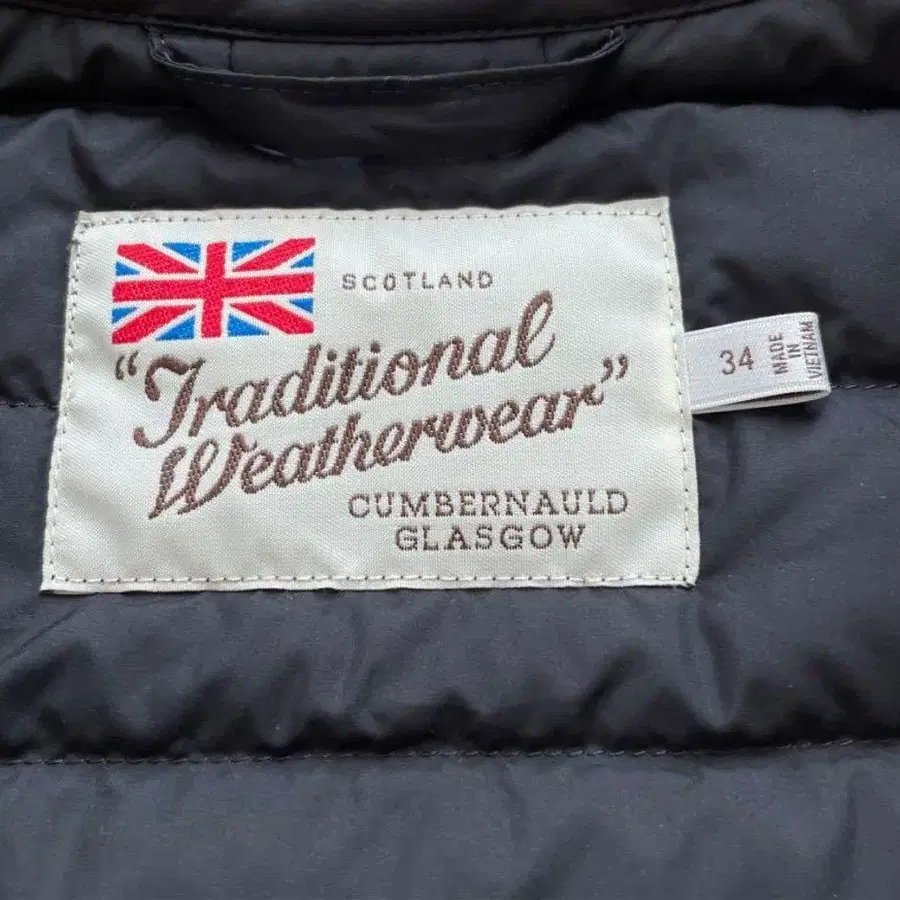 SCOTLAND
"Traditional
Weatherwear"
CUMBERNAULD
GLASGOW
34
MADE
IN
VIETNAM